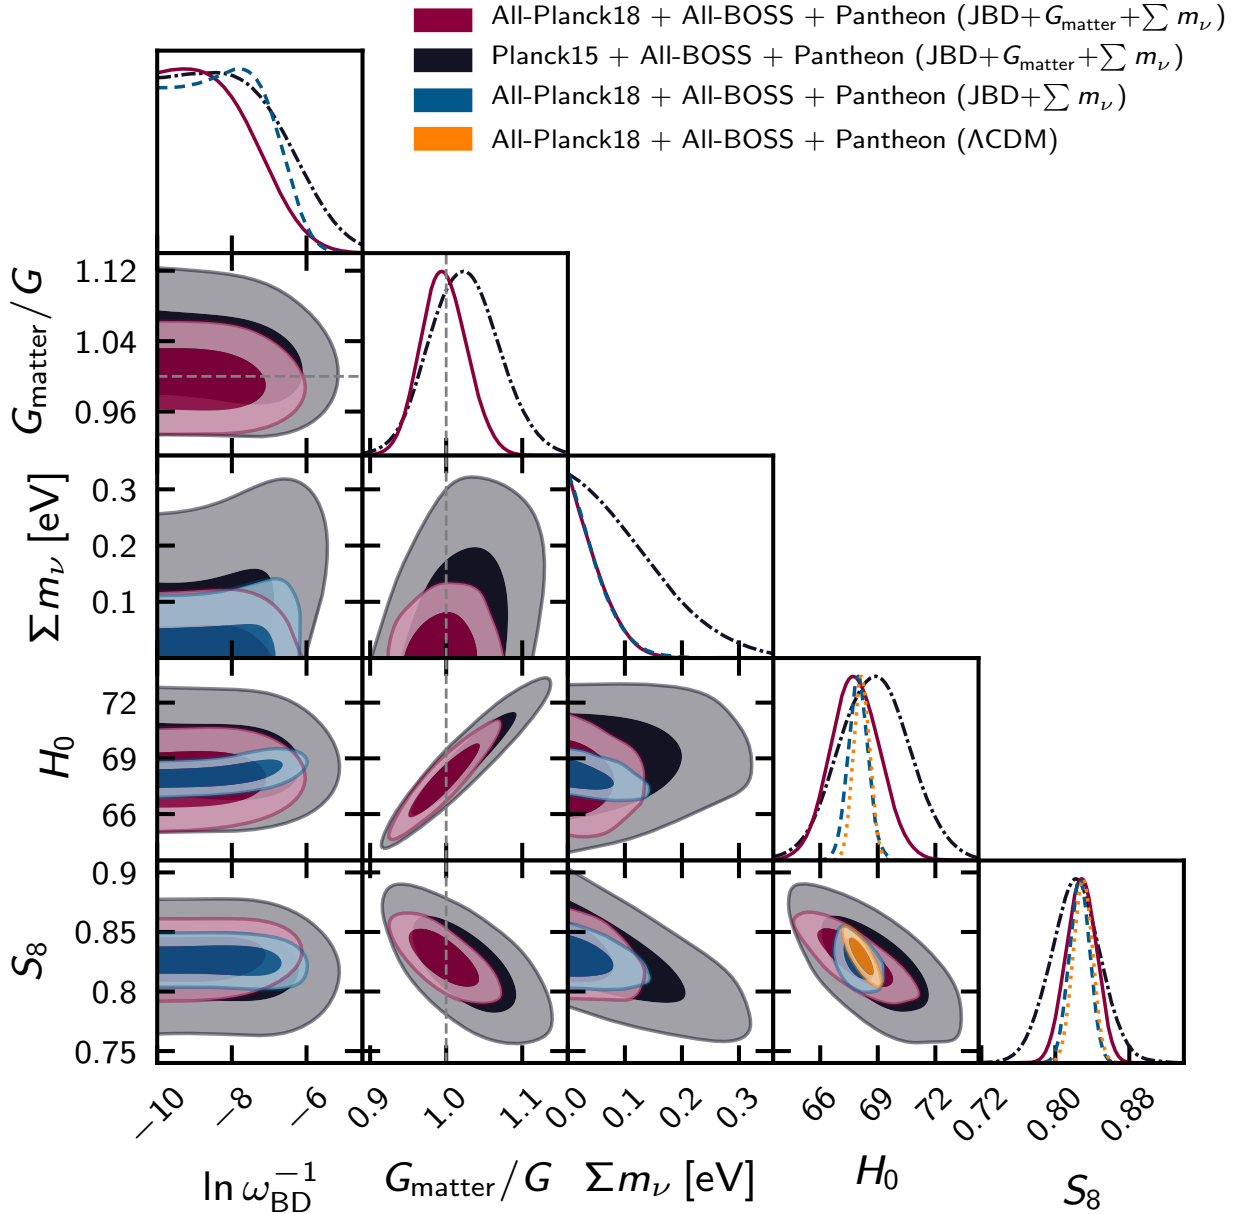 All-Planck18 + All-BOSS + Pantheon (JBD+G_matter+∑ m_ν)
Planck15 + All-BOSS + Pantheon (JBD+G_matter+∑ m_ν)
All-Planck18 + All-BOSS + Pantheon (JBD+∑ m_ν)
All-Planck18 + All-BOSS + Pantheon (ΛCDM)
G_matter/G
1.12
1.04
0.96
Σm_ν [eV]
0.3
0.2
0.1
H_0
72
69
66
S_8
0.9
0.85
0.8
0.75
−10 −8 −6 0.9 1.0 1.1 0.0 0.1 0.2 0.3 66 69 72 0.72 0.80 0.88
ln ω_BD^−1 G_matter/G Σm_ν [eV] H_0 S_8